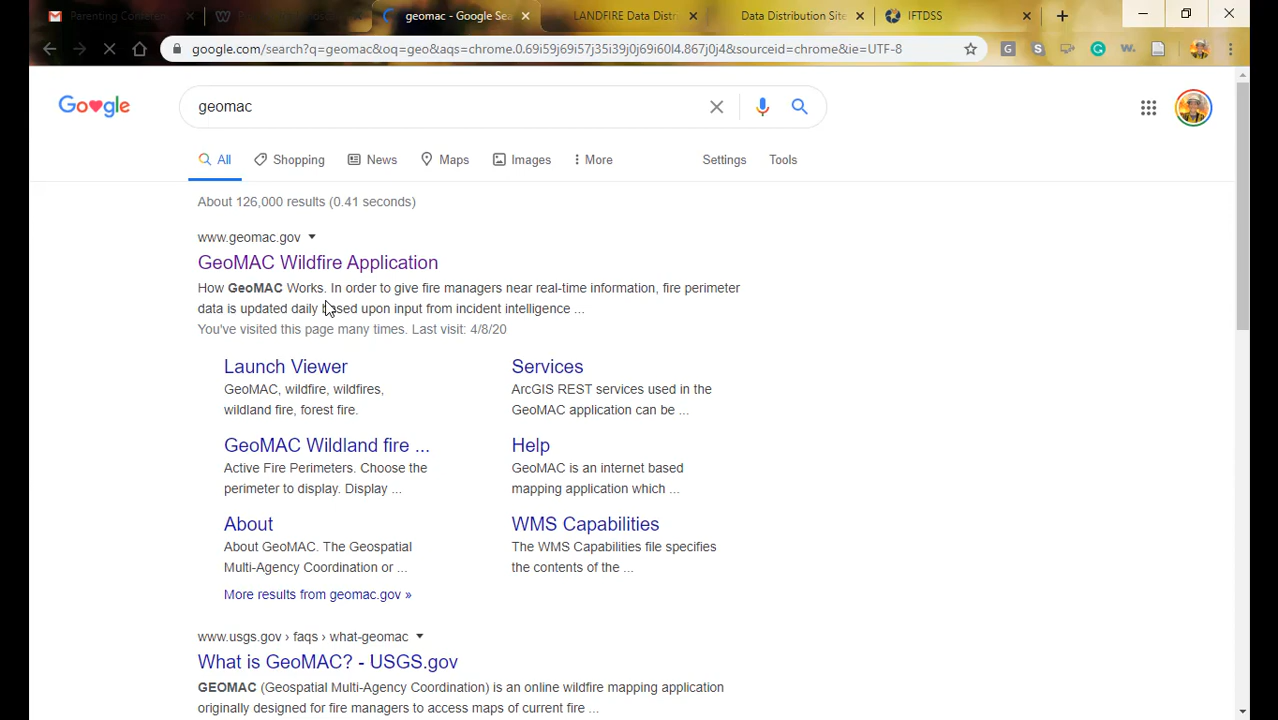 Parenting Conferen
geomac - Google Sea
LANDFIRE Data Distri
Data Distribution Site
IFTDSS
google.com/search?q=geomac&oq=geo&aqs=chrome.0.69i59j69i57j35i39j0j69i60l4.867j0j4&sourceid=chrome&ie=UTF-8
Google
geomac
All
Shopping
News
Maps
Images
More
Settings
Tools
About 126,000 results (0.41 seconds)
www.geomac.gov
GeoMAC Wildfire Application
How GeoMAC Works. In order to give fire managers near real-time information, fire perimeter
data is updated daily based upon input from incident intelligence ...
You've visited this page many times. Last visit: 4/8/20
Launch Viewer
GeoMAC, wildfire, wildfires,
wildland fire, forest fire.
Services
ArcGIS REST services used in the
GeoMAC application can be ...
GeoMAC Wildland fire ...
Active Fire Perimeters. Choose the
perimeter to display. Display ...
Help
GeoMAC is an internet based
mapping application which ...
About
About GeoMAC. The Geospatial
Multi-Agency Coordination or ...
WMS Capabilities
The WMS Capabilities file specifies
the contents of the ...
More results from geomac.gov »
www.usgs.gov › faqs › what-geomac
What is GeoMAC? - USGS.gov
GEOMAC (Geospatial Multi-Agency Coordination) is an online wildfire mapping application
originally designed for fire managers to access maps of current fire ...